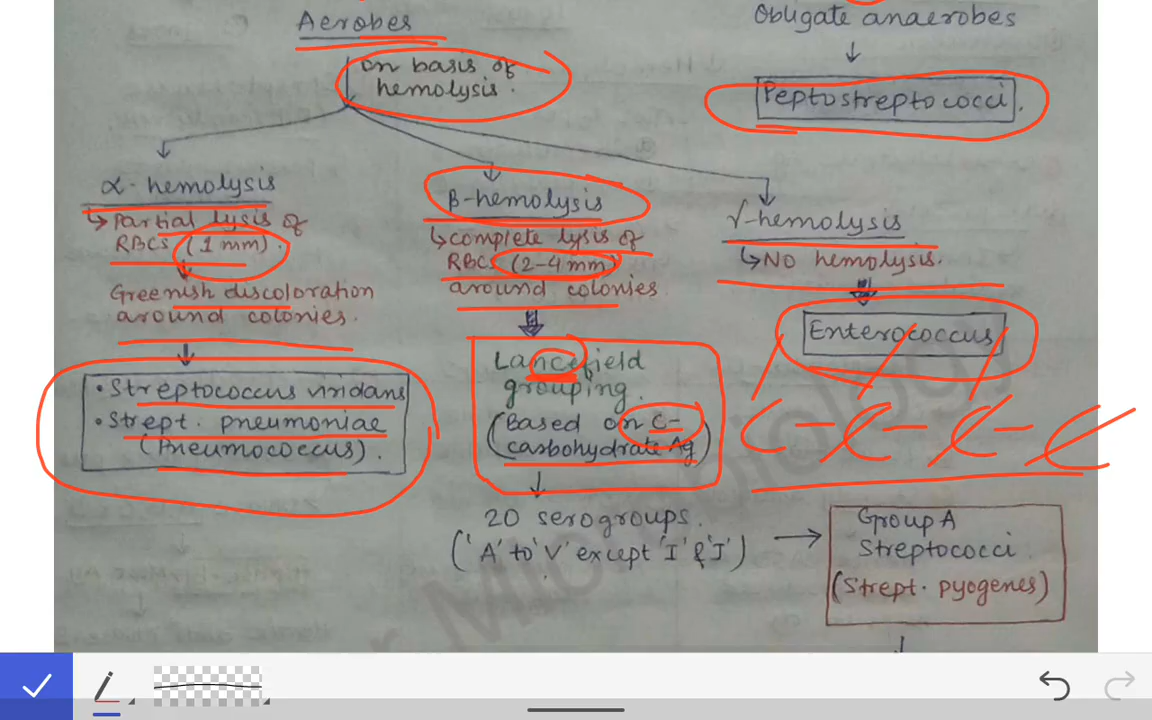 Aerobes
on basis of
hemolysis.
Obligate anaerobes
Peptostreptococci.
α-hemolysis
↳ Partial lysis of
RBCs (1 mm).
Greenish discoloration
around colonies.
• Streptococcus viridans
• Strept. pneumoniae
(Pneumococcus).
β-hemolysis
↳ complete lysis of
RBCs (2-4 mm)
around colonies.
Lancefield
grouping.
(Based on C-
carbohydrate Ag)
20 serogroups.
('A' to 'V' except 'I' & 'J')
γ-hemolysis
↳ No hemolysis.
Enterococcus
Group A
Streptococci
(Strept. pyogenes)
r Microbiology